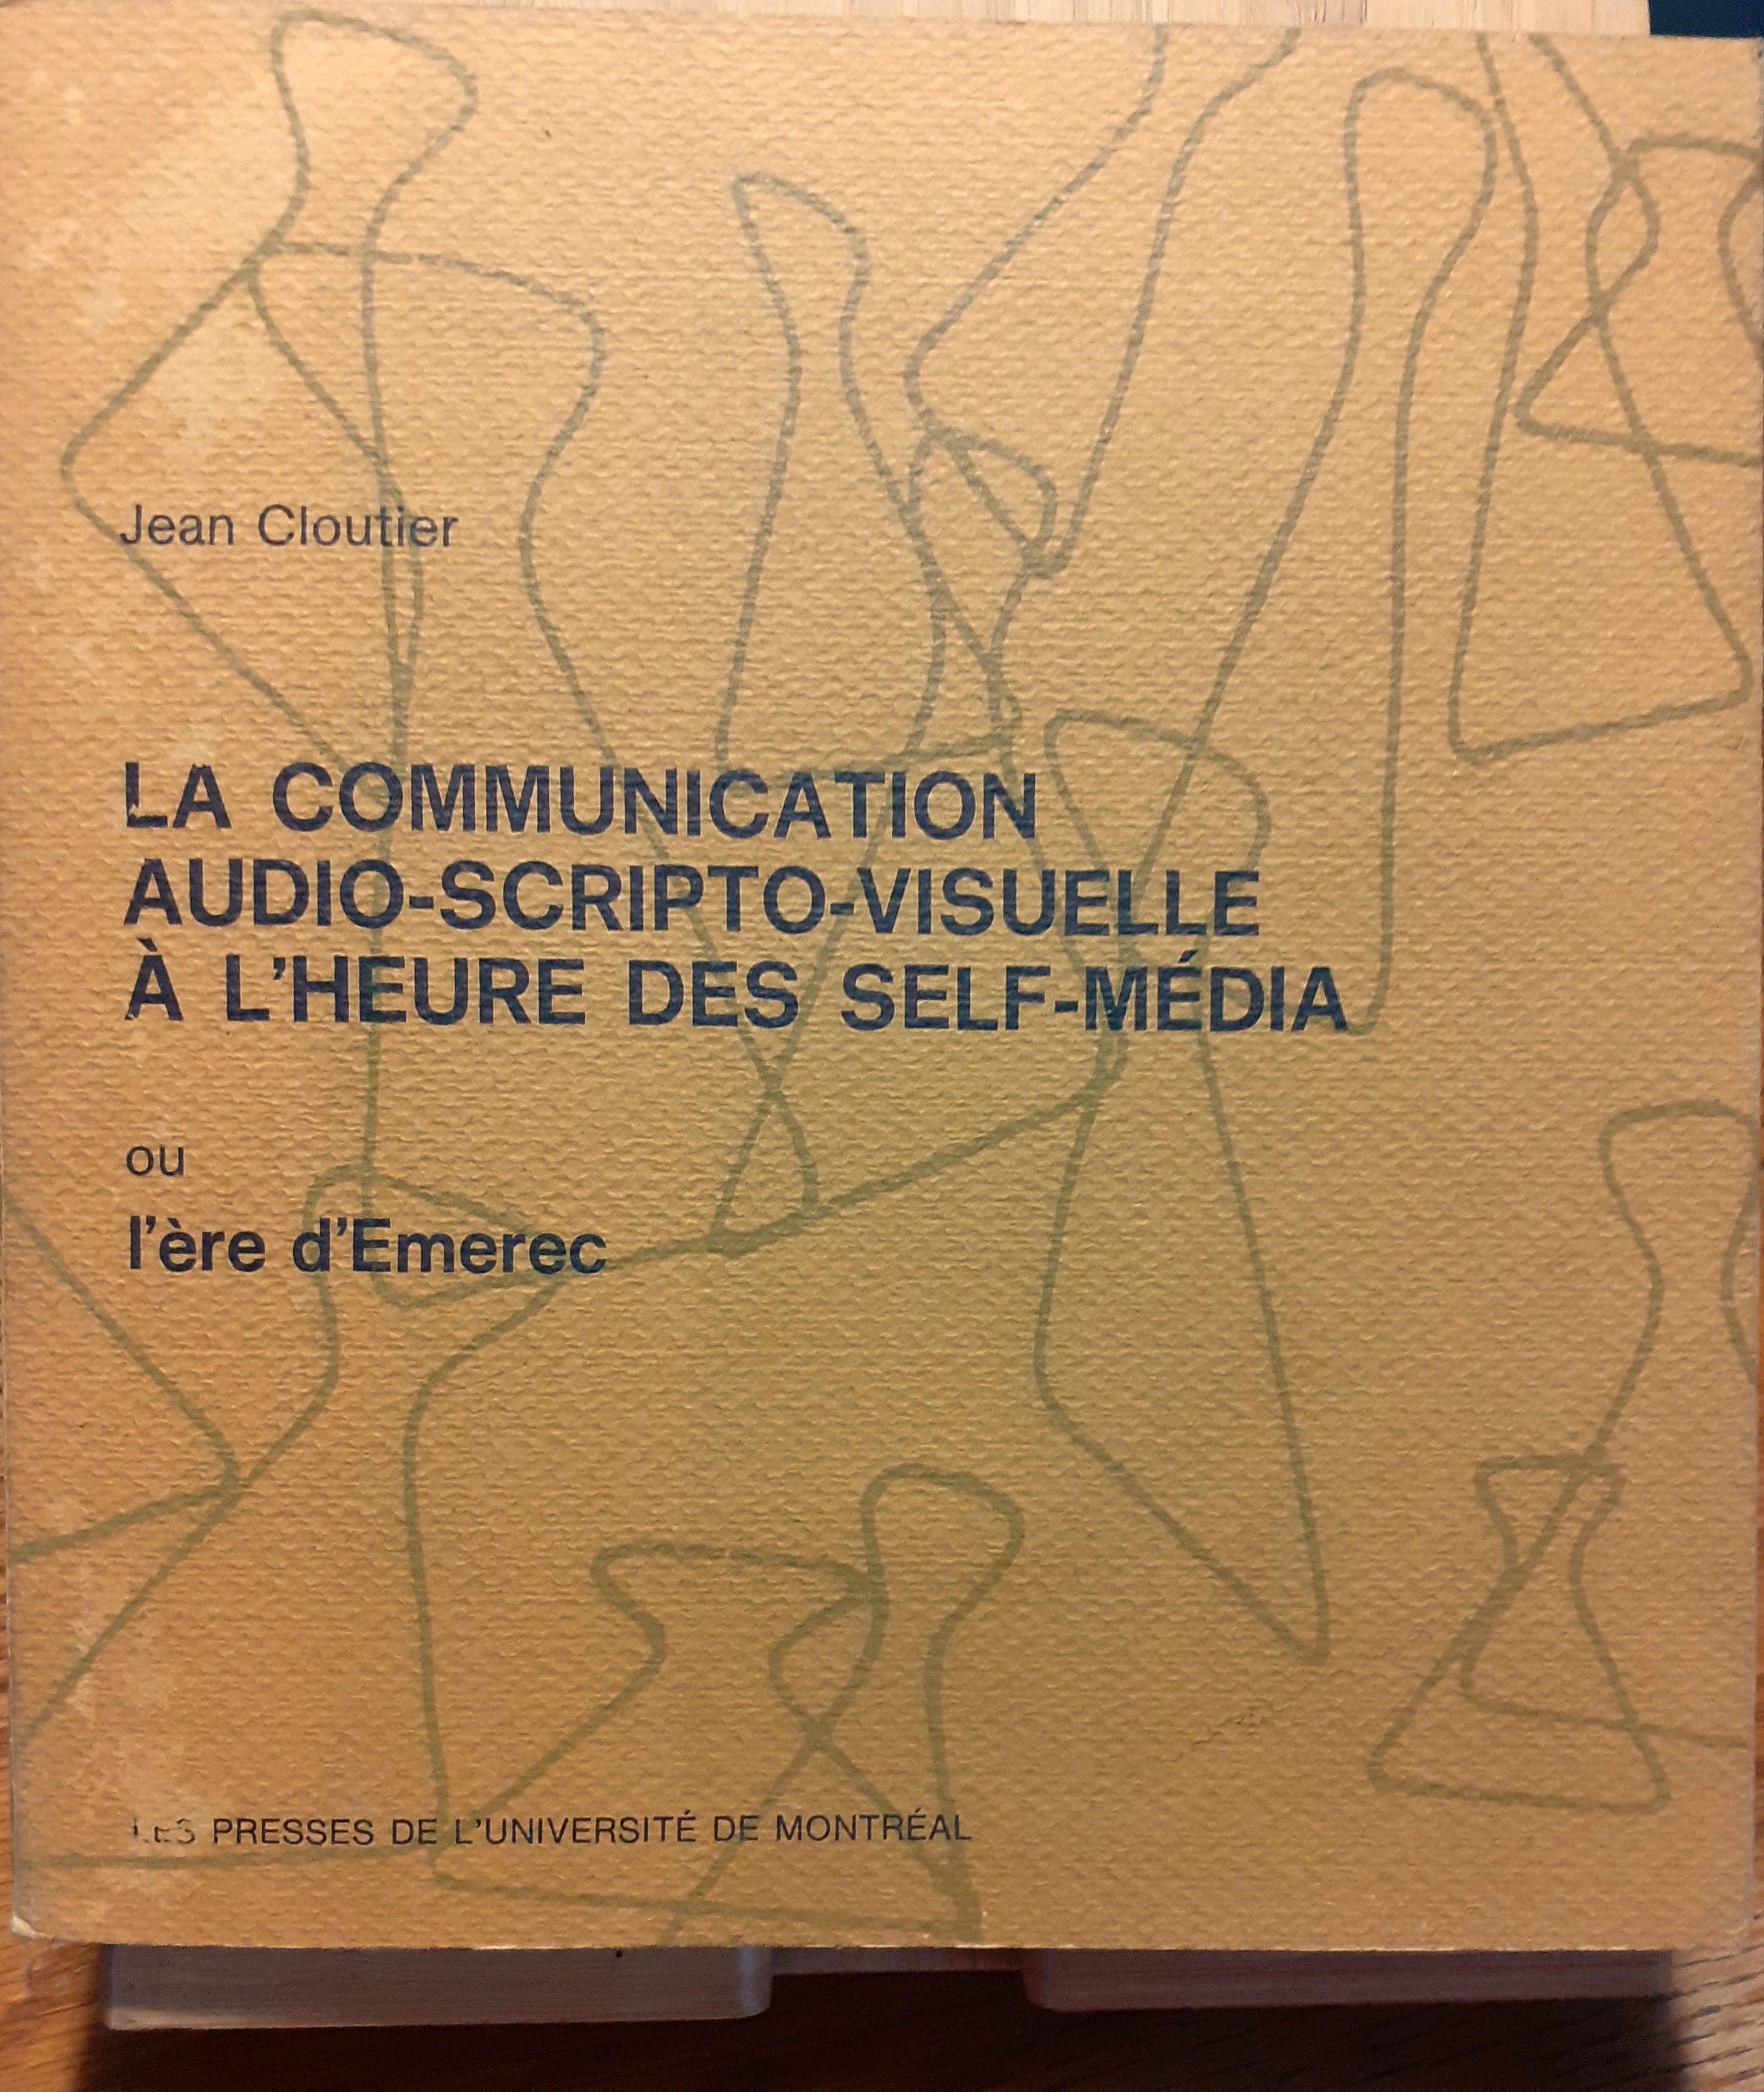 Jean Cloutier
LA COMMUNICATION
AUDIO-SCRIPTO-VISUELLE
À L'HEURE DES SELF-MÉDIA
ou
l'ère d'Emerec
LES PRESSES DE L'UNIVERSITÉ DE MONTRÉAL